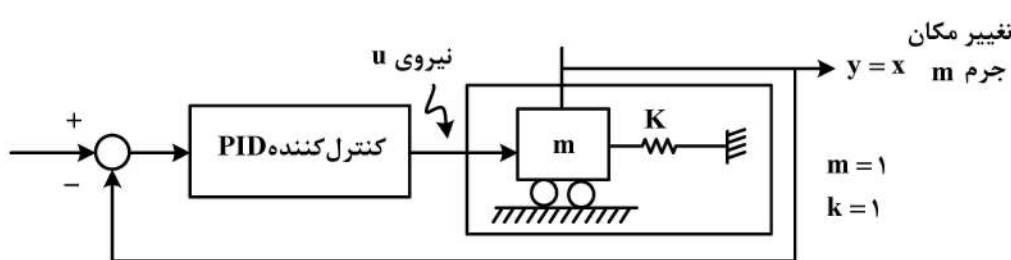 تغییر مکان
جرم m
y = x
نیروی u
+
−
کنترل‌کننده PID
m
K
m = ۱
k = ۱